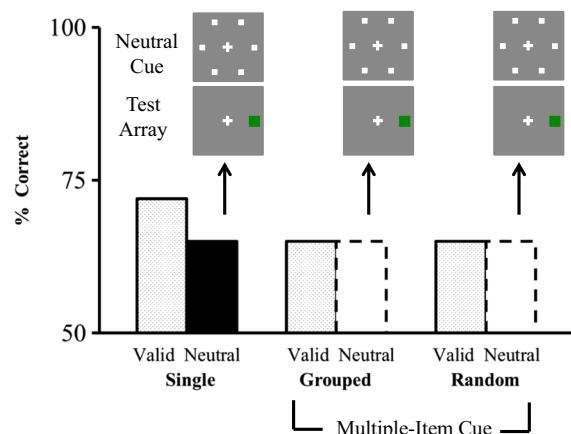 100
Neutral
Cue
Test
Array
% Correct
75
50
Valid Neutral Valid Neutral Valid Neutral
Single Grouped Random
Multiple-Item Cue